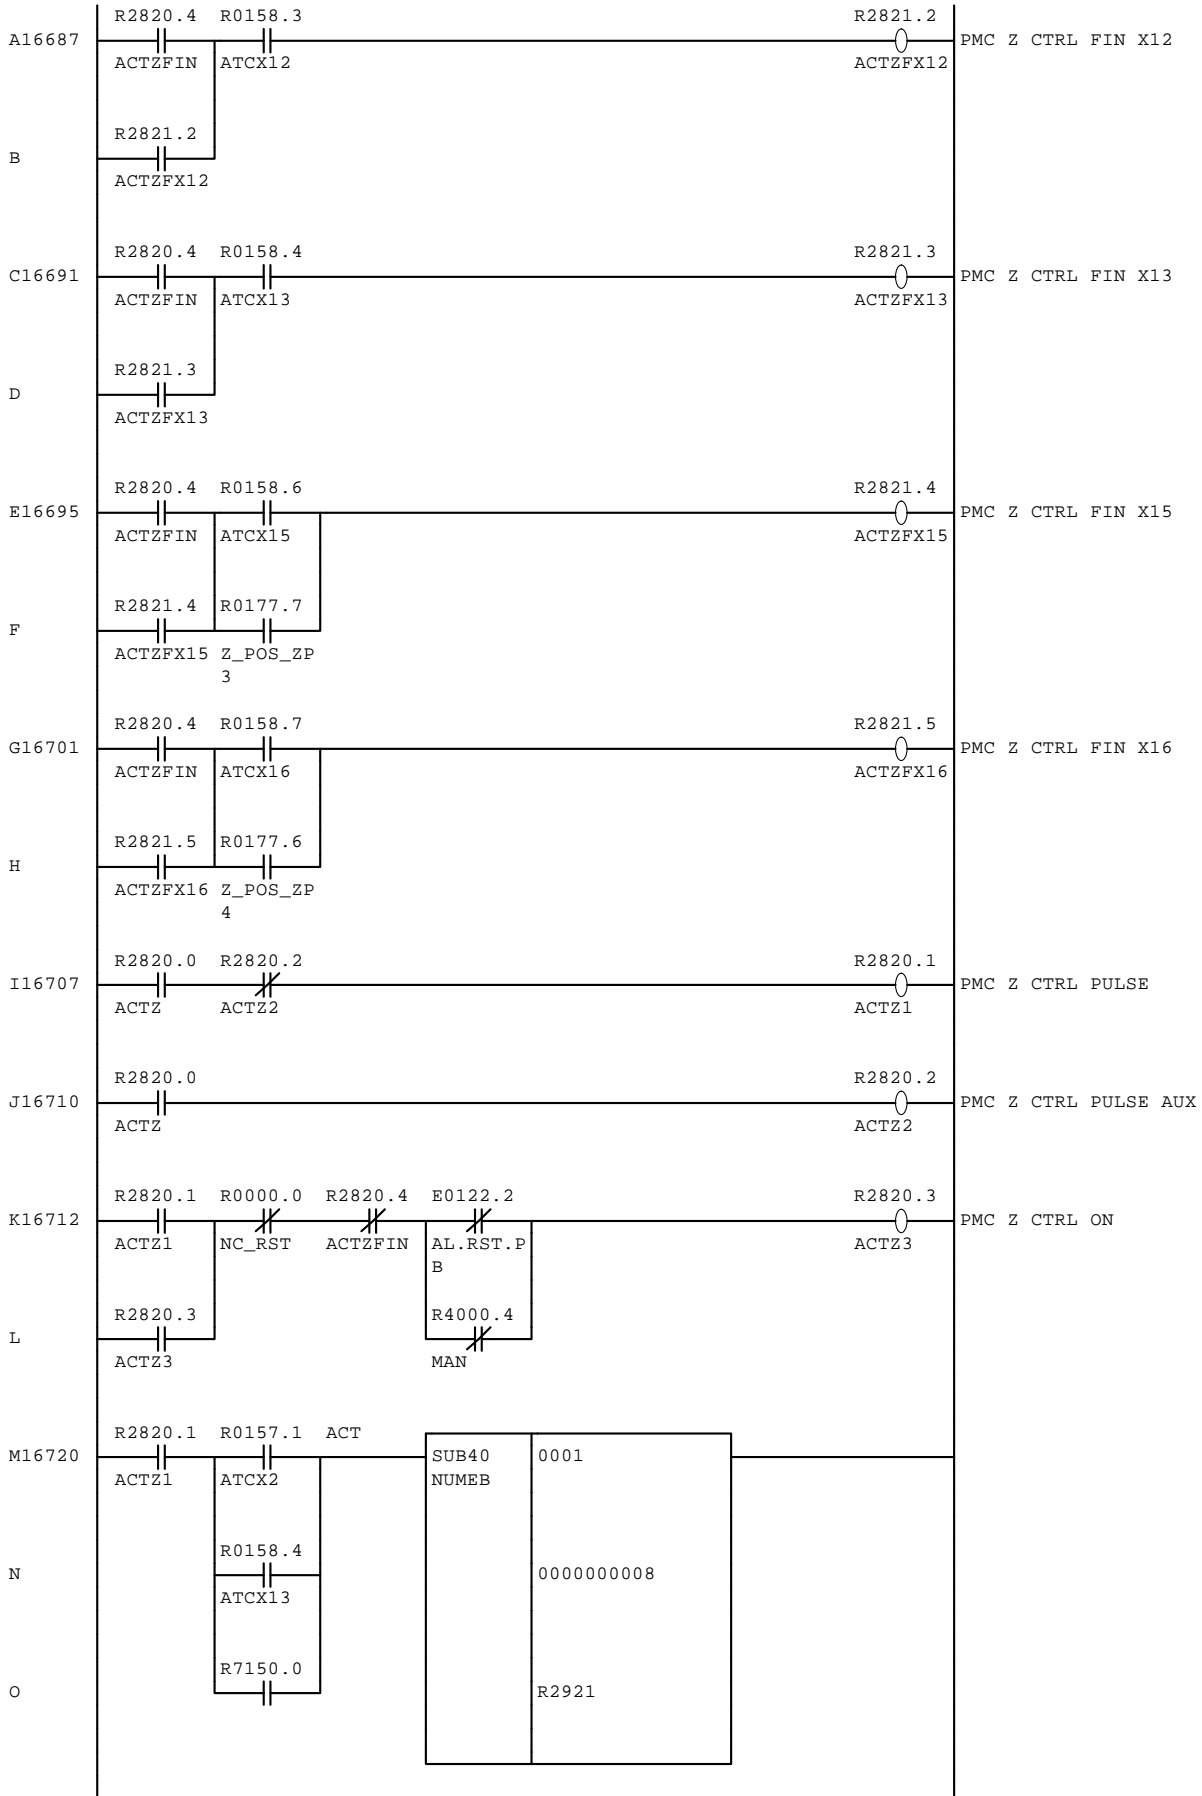 R2820.4 R0158.3 R2821.2
A16687 PMC Z CTRL FIN X12
ACTZFIN ATCX12 ACTZFX12
R2821.2
B
ACTZFX12
R2820.4 R0158.4 R2821.3
C16691 PMC Z CTRL FIN X13
ACTZFIN ATCX13 ACTZFX13
R2821.3
D
ACTZFX13
R2820.4 R0158.6 R2821.4
E16695 PMC Z CTRL FIN X15
ACTZFIN ATCX15 ACTZFX15
R2821.4 R0177.7
F
ACTZFX15 Z_POS_ZP
3
R2820.4 R0158.7 R2821.5
G16701 PMC Z CTRL FIN X16
ACTZFIN ATCX16 ACTZFX16
R2821.5 R0177.6
H
ACTZFX16 Z_POS_ZP
4
R2820.0 R2820.2 R2820.1
I16707 PMC Z CTRL PULSE
ACTZ ACTZ2 ACTZ1
R2820.0 R2820.2
J16710 PMC Z CTRL PULSE AUX
ACTZ ACTZ2
R2820.1 R0000.0 R2820.4 E0122.2 R2820.3
K16712 PMC Z CTRL ON
ACTZ1 NC_RST ACTZFIN AL.RST.P ACTZ3
B
R2820.3 R4000.4
L
ACTZ3 MAN
R2820.1 R0157.1 ACT
M16720 SUB40 0001
ACTZ1 ATCX2 NUMEB
R0158.4
N 0000000008
ATCX13
R7150.0
O R2921